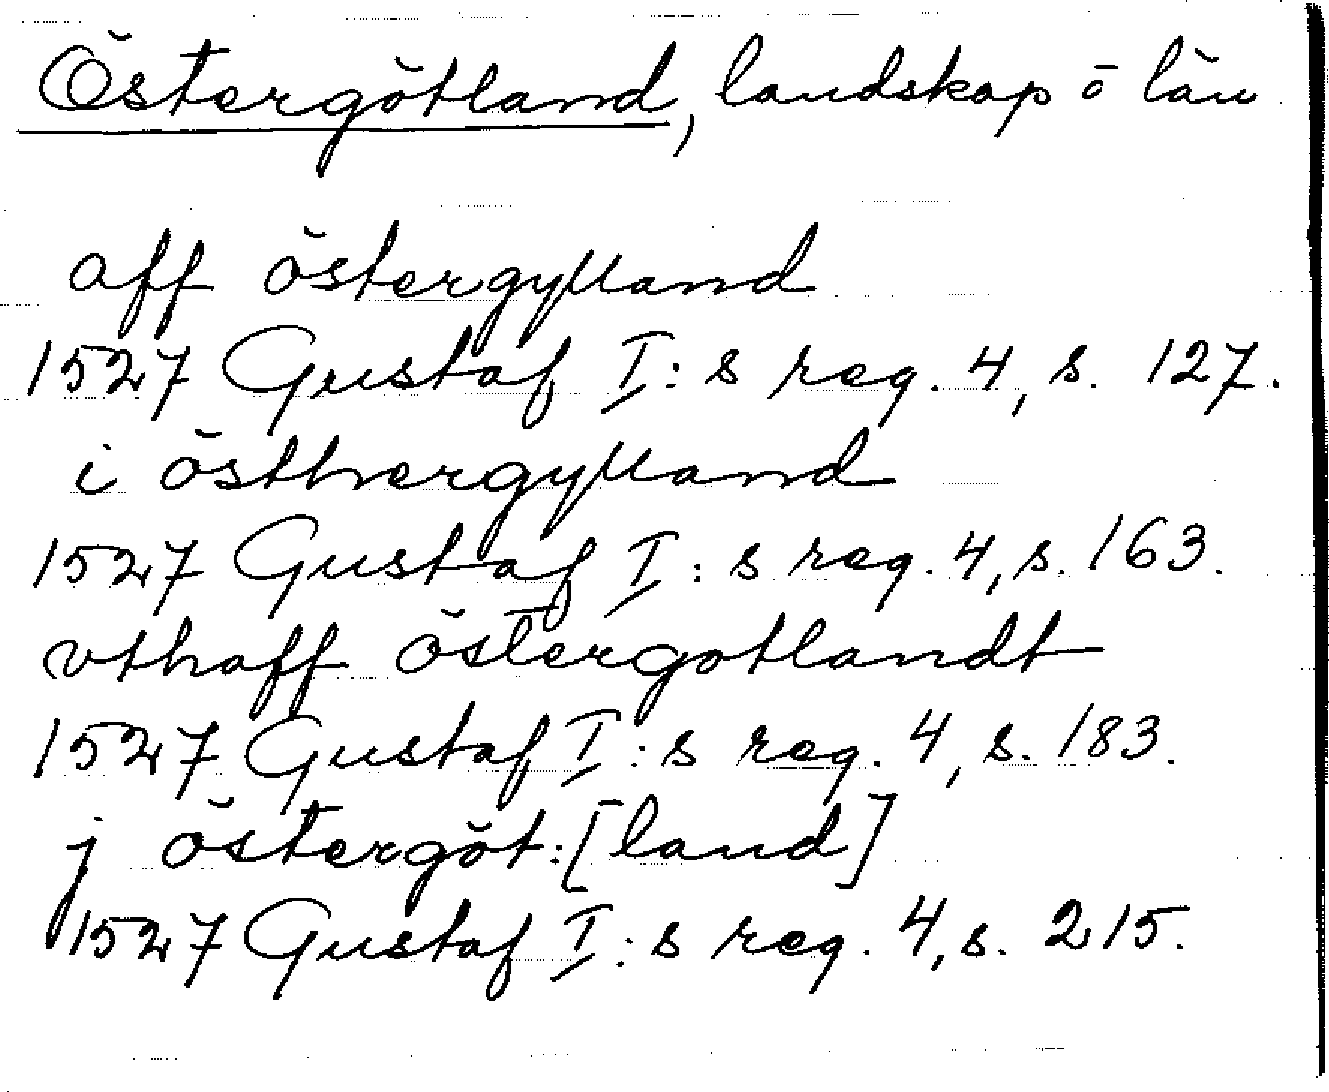 Östergötland, landskap o län
aff östergylland
1527 Gustaf I:s reg. 4, s. 127.
i östhergylland
1527 Gustaf I:s reg. 4, s. 163.
vthaff östergotlandt
1527 Gustaf I:s reg. 4, s. 183.
j östergöt:[land]
1527 Gustaf I:s reg. 4, s. 215.